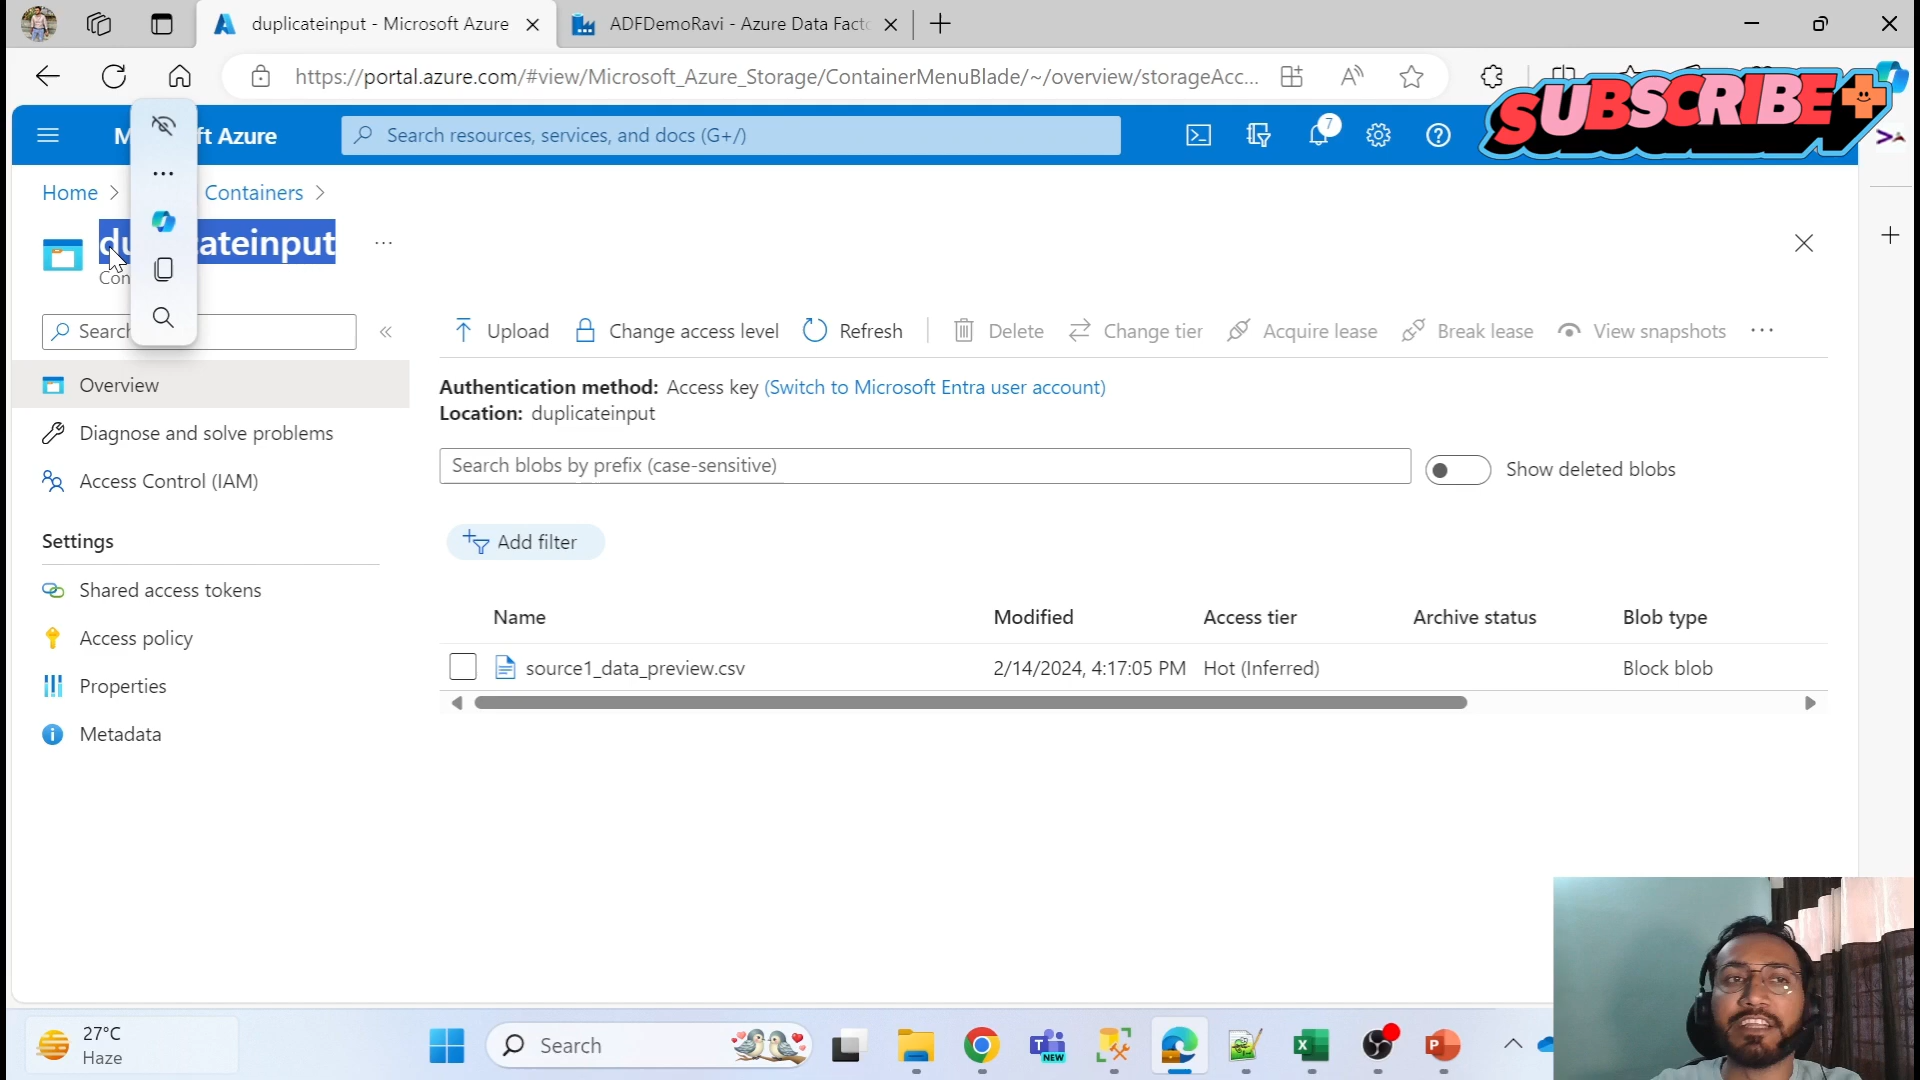 duplicateinput - Microsoft Azure
ADFDemoRavi - Azure Data Facto
https://portal.azure.com/#view/Microsoft_Azure_Storage/ContainerMenuBlade/~/overview/storageAcc...
SUBSCRIBE
M ft Azure
Search resources, services, and docs (G+/)
7
Home > Containers >
du ateinput
...
Con
Search
«
Upload
Change access level
Refresh
Delete
Change tier
Acquire lease
Break lease
View snapshots
...
Overview
Diagnose and solve problems
Access Control (IAM)
Settings
Shared access tokens
Access policy
Properties
Metadata
Authentication method: Access key (Switch to Microsoft Entra user account)
Location: duplicateinput
Search blobs by prefix (case-sensitive)
Show deleted blobs
Add filter
Name Modified Access tier Archive status Blob type
source1_data_preview.csv 2/14/2024, 4:17:05 PM Hot (Inferred) Block blob
27°C
Haze
Search
NEW